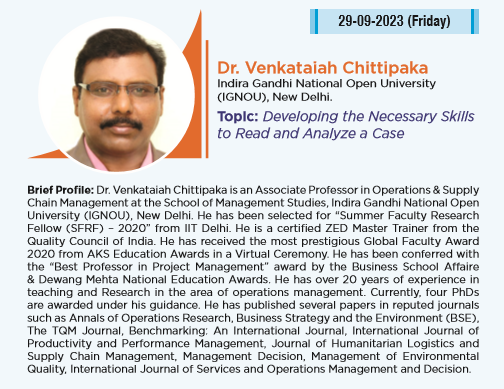 29-09-2023 (Friday)
Dr. Venkataiah Chittipaka
Indira Gandhi National Open University
(IGNOU), New Delhi.
Topic: Developing the Necessary Skills
to Read and Analyze a Case
Brief Profile: Dr. Venkataiah Chittipaka is an Associate Professor in Operations & Supply
Chain Management at the School of Management Studies, Indira Gandhi National Open
University (IGNOU), New Delhi. He has been selected for “Summer Faculty Research
Fellow (SFRF) – 2020” from IIT Delhi. He is a certified ZED Master Trainer from the
Quality Council of India. He has received the most prestigious Global Faculty Award
2020 from AKS Education Awards in a Virtual Ceremony. He has been conferred with
the “Best Professor in Project Management” award by the Business School Affaire
& Dewang Mehta National Education Awards. He has over 20 years of experience in
teaching and Research in the area of operations management. Currently, four PhDs
are awarded under his guidance. He has published several papers in reputed journals
such as Annals of Operations Research, Business Strategy and the Environment (BSE),
The TQM Journal, Benchmarking: An International Journal, International Journal of
Productivity and Performance Management, Journal of Humanitarian Logistics and
Supply Chain Management, Management Decision, Management of Environmental
Quality, International Journal of Services and Operations Management and Decision.